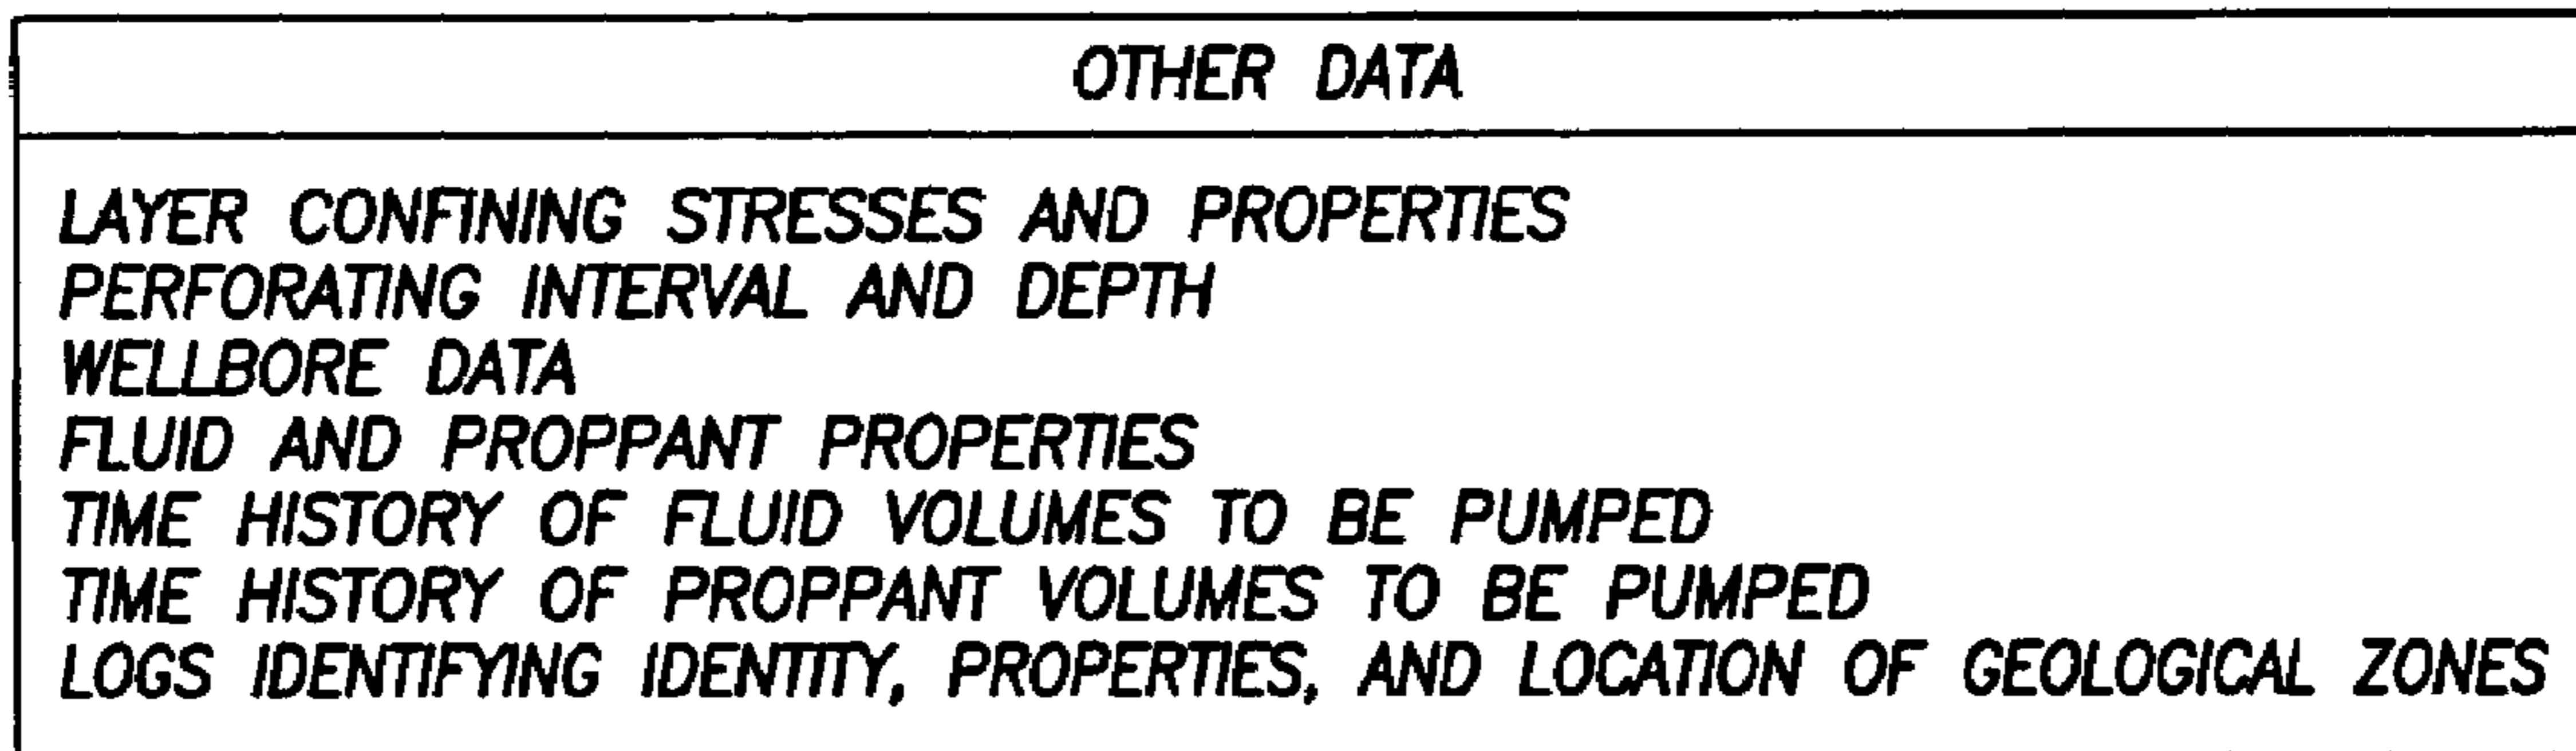 OTHER DATA
LAYER CONFINING STRESSES AND PROPERTIES
PERFORATING INTERVAL AND DEPTH
WELLBORE DATA
FLUID AND PROPPANT PROPERTIES
TIME HISTORY OF FLUID VOLUMES TO BE PUMPED
TIME HISTORY OF PROPPANT VOLUMES TO BE PUMPED
LOGS IDENTIFYING IDENTITY, PROPERTIES, AND LOCATION OF GEOLOGICAL ZONES